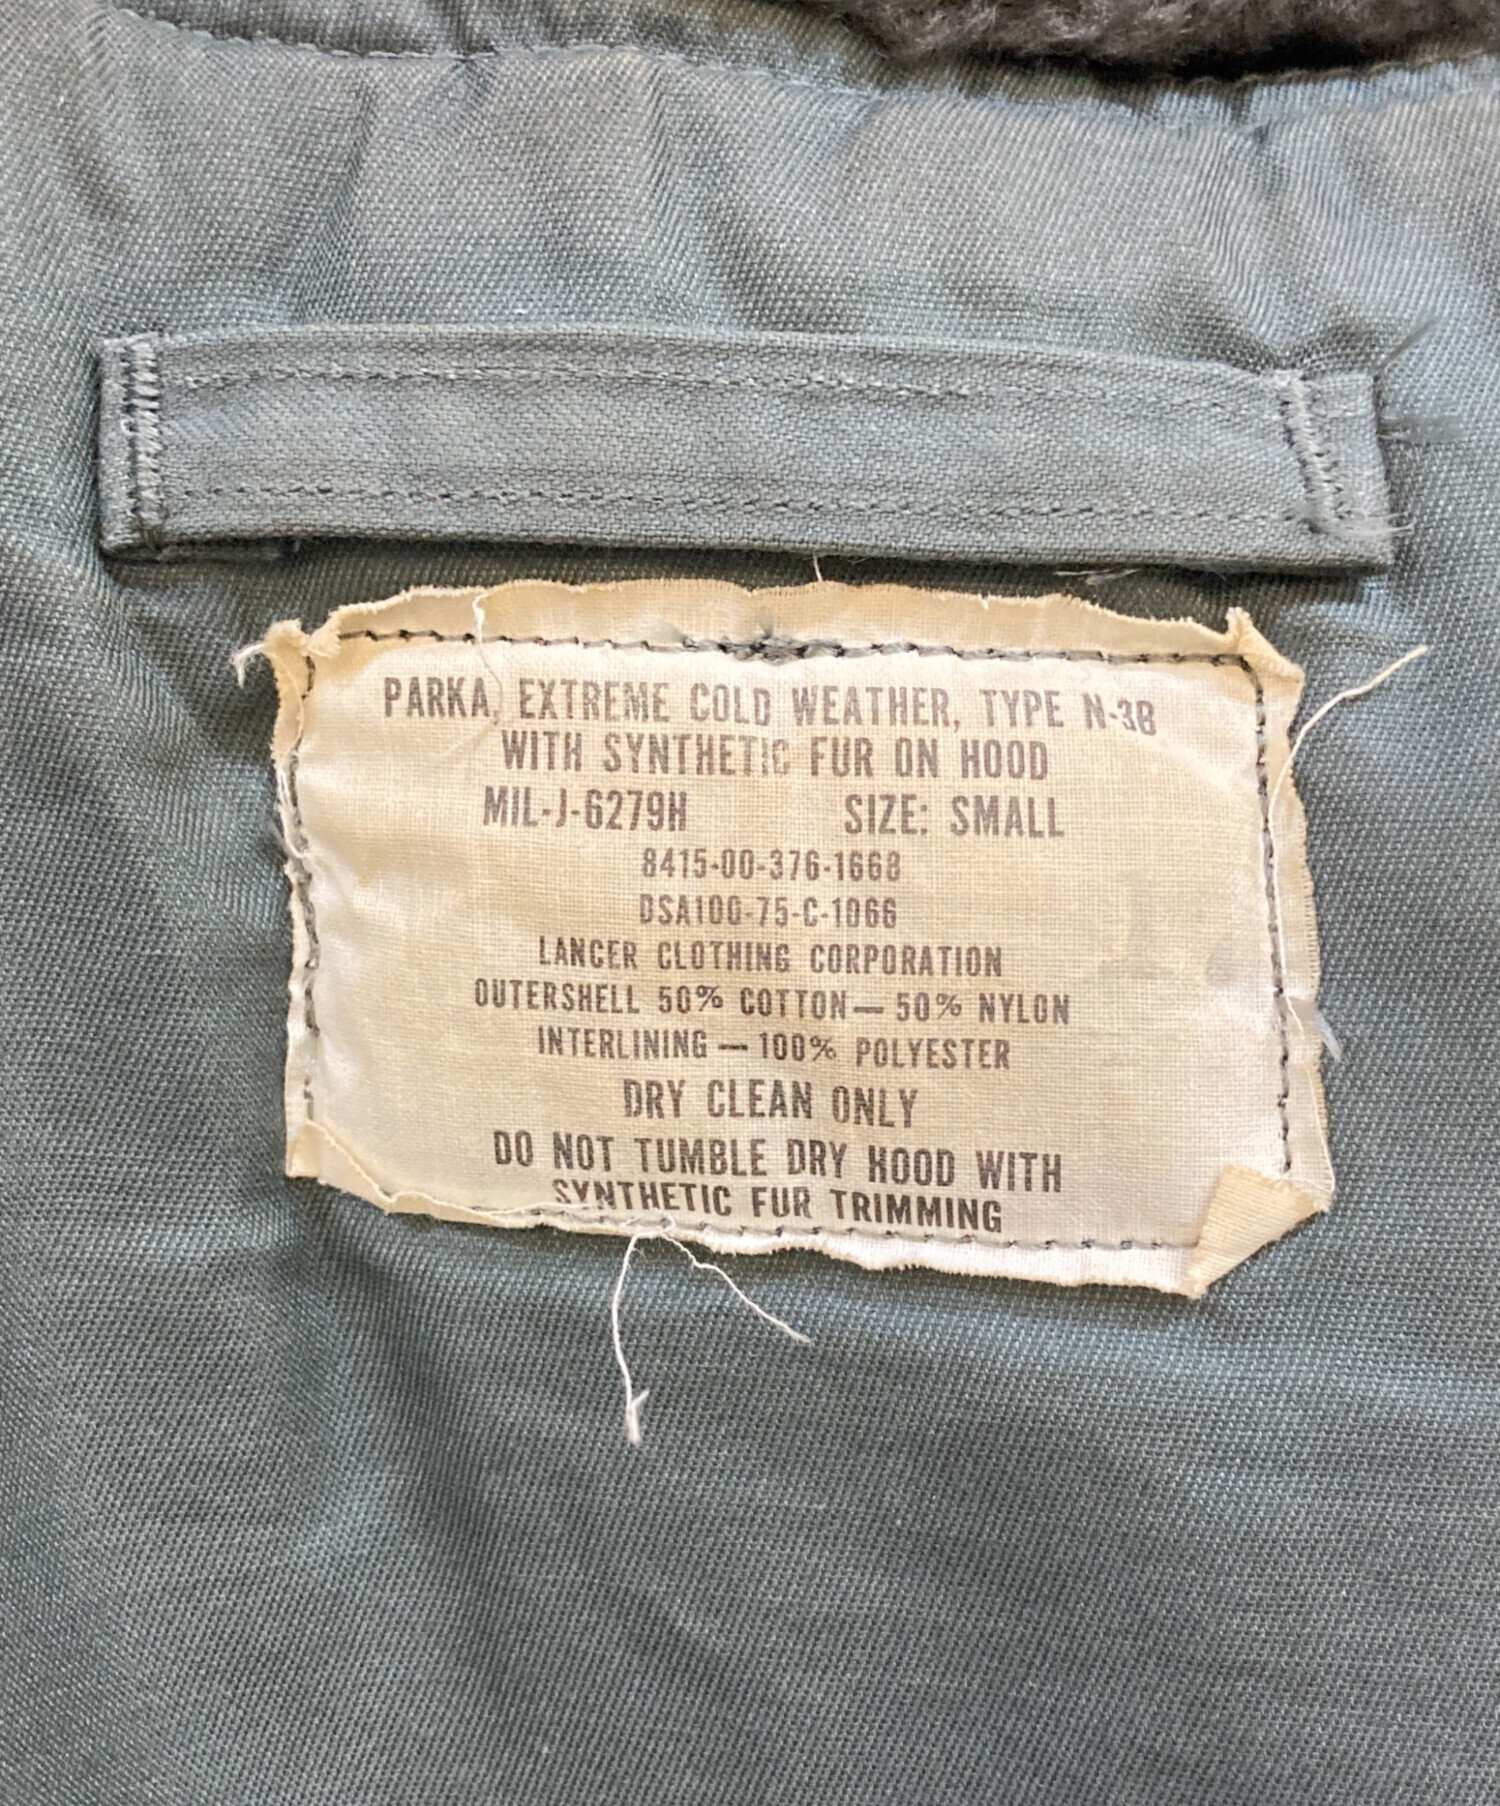 PARKA, EXTREME COLD WEATHER, TYPE N-3B
WITH SYNTHETIC FUR ON HOOD
MIL-J-6279H SIZE: SMALL
8415-00-376-1668
DSA100-75-C-1066
LANCER CLOTHING CORPORATION
OUTERSHELL 50% COTTON — 50% NYLON
INTERLINING — 100% POLYESTER
DRY CLEAN ONLY
DO NOT TUMBLE DRY HOOD WITH
SYNTHETIC FUR TRIMMING